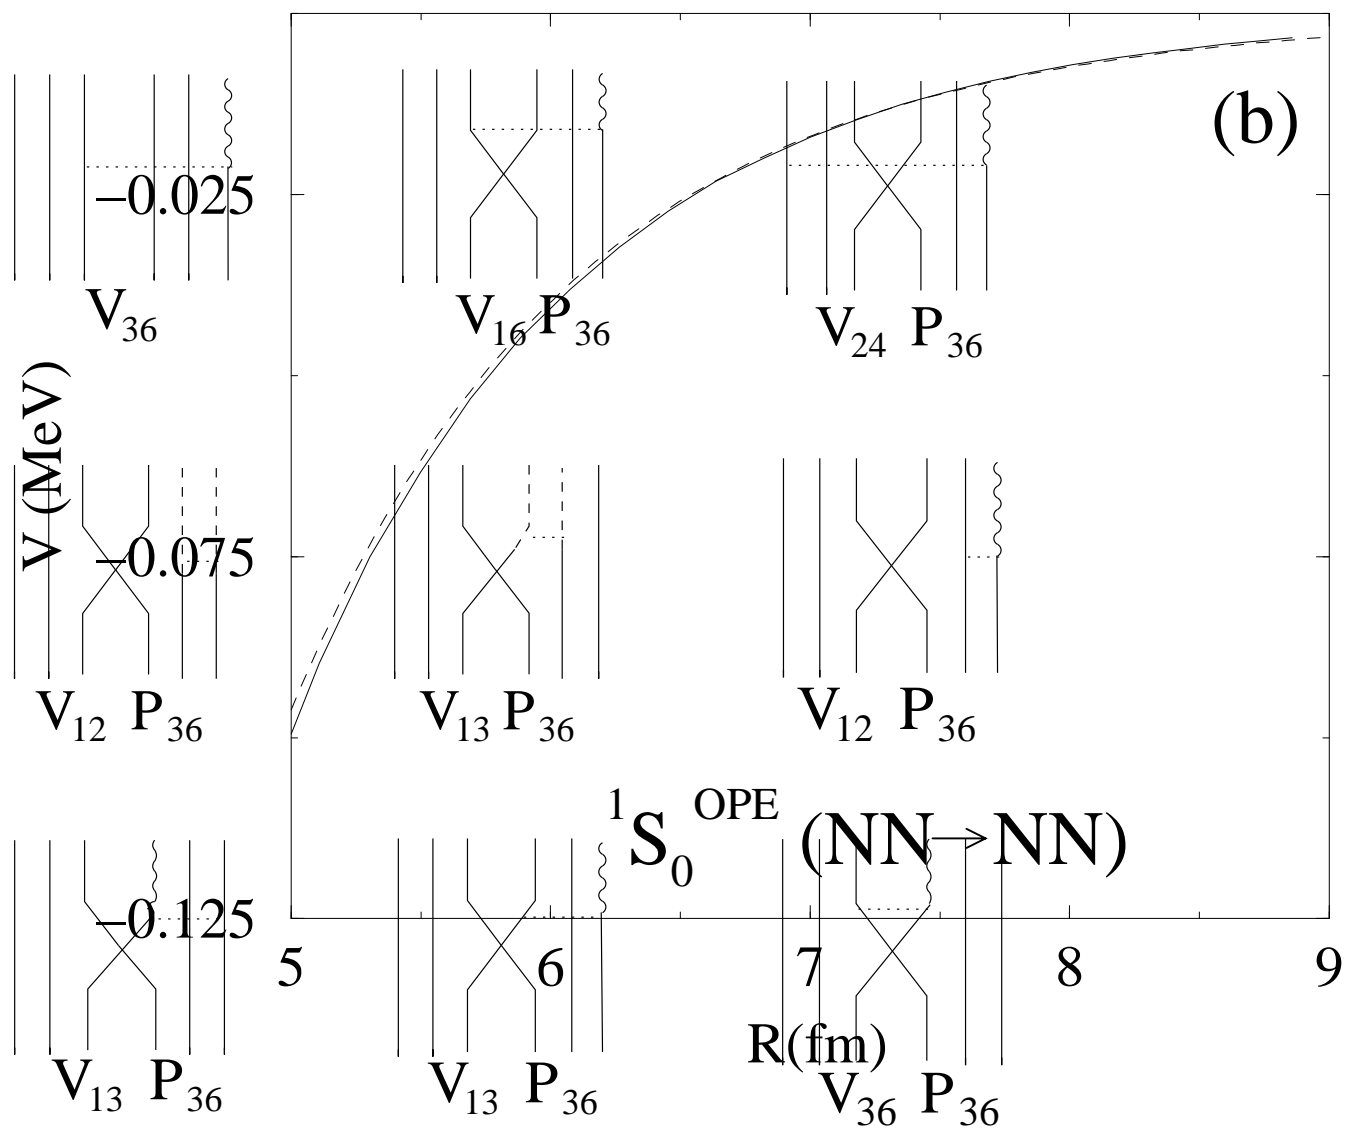 (b)
–0.025
V36
V16 P36
V24 P36
V (MeV)
–0.075
V12 P36
V13 P36
V12 P36
1S0 OPE (NN→NN)
–0.125
5 6 7 8 9
R(fm)
V13 P36
V13 P36
V36 P36